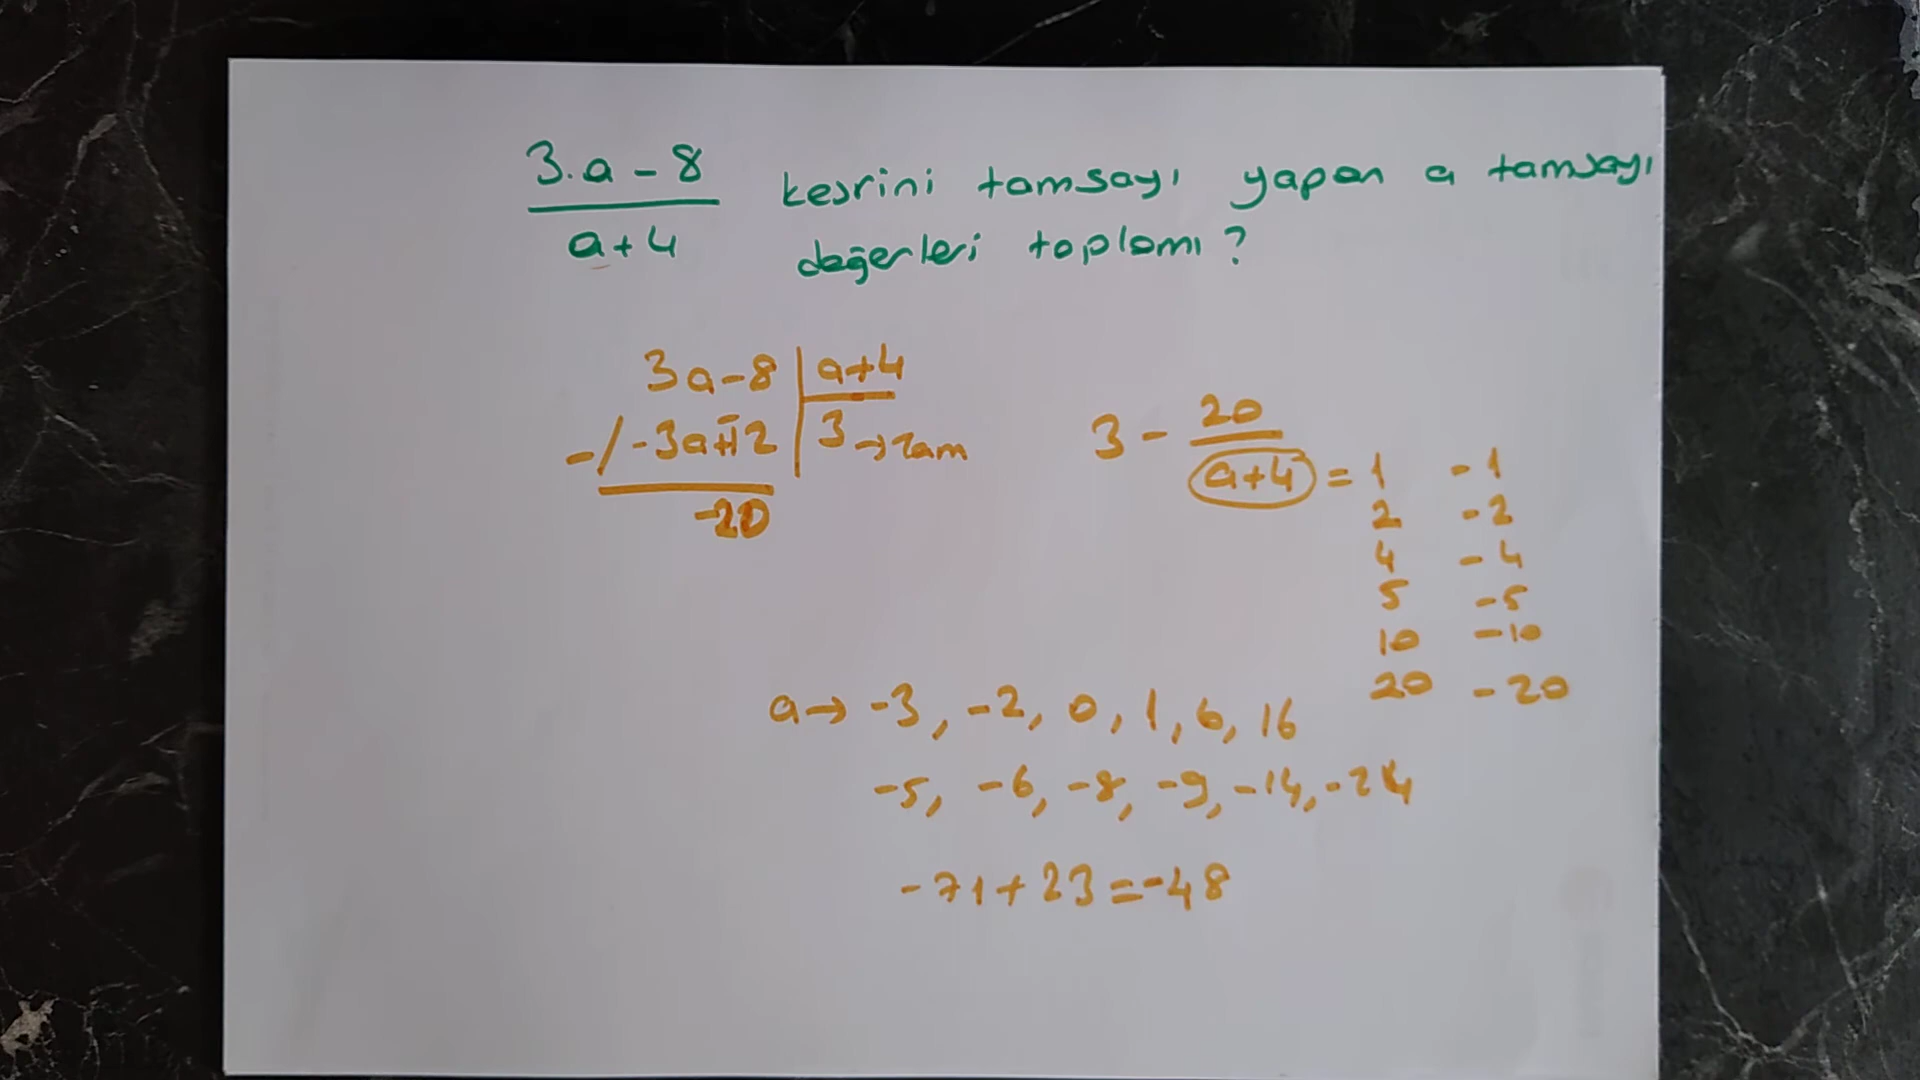 3.a-8
a+4
kesrini tamsayı yapan a tamsayı
değerleri toplamı?
3a-8 a+4
-/-3a+12 3→tam
-20
3 - 20
a+4 = 1 -1
2 -2
4 -4
5 -5
10 -10
20 -20
a→ -3, -2, 0, 1, 6, 16
-5, -6, -8, -9, -14, -24
-71+23=-48